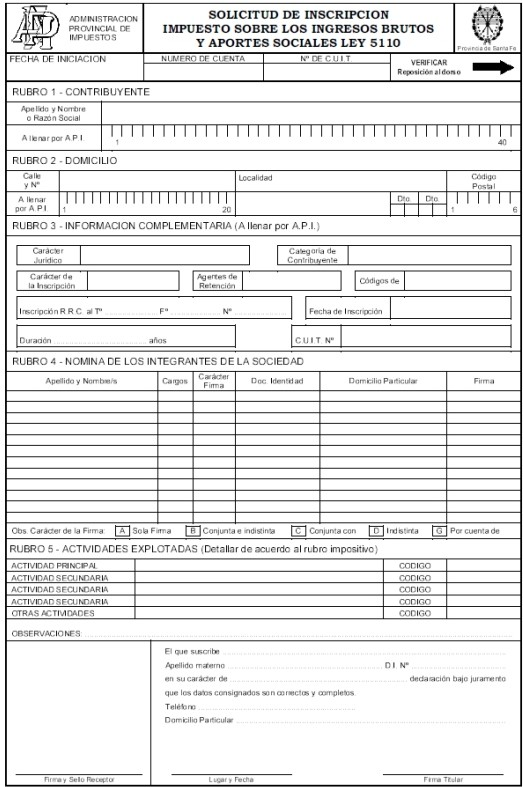 ADMINISTRACION
PROVINCIAL DE
IMPUESTOS
SOLICITUD DE INSCRIPCION
IMPUESTO SOBRE LOS INGRESOS BRUTOS
Y APORTES SOCIALES LEY 5110
Provincia de Santa Fe
FECHA DE INICIACION
NUMERO DE CUENTA
Nº DE C.U.I.T.
VERIFICAR
Reposición al dorso
RUBRO 1 - CONTRIBUYENTE
Apellido y Nombre
o Razón Social
A llenar por A.P.I.
1 40
RUBRO 2 - DOMICILIO
Calle
y Nº
Localidad
Código
Postal
A llenar
por A.P.I.
1 20
Dto. Dto.
1 6
RUBRO 3 - INFORMACION COMPLEMENTARIA (A llenar por A.P.I.)
Carácter
Jurídico
Categoría de
Contribuyente
Carácter de
la Inscripción
Agentes de
Retención
Códigos de
Inscripción R.R.C. al Tº .................... Fº .................... Nº ....................
Fecha de Inscripción
Duración .................... años
C.U.I.T. Nº
RUBRO 4 - NOMINA DE LOS INTEGRANTES DE LA SOCIEDAD
Apellido y Nombre/s
Cargos
Carácter
Firma
Doc. Identidad
Domicilio Particular
Firma
Obs. Carácter de la Firma: A Sola Firma B Conjunta e indistinta C Conjunta con D Indistinta G Por cuenta de
RUBRO 5 - ACTIVIDADES EXPLOTADAS (Detallar de acuerdo al rubro impositivo)
ACTIVIDAD PRINCIPAL CODIGO
ACTIVIDAD SECUNDARIA CODIGO
ACTIVIDAD SECUNDARIA CODIGO
ACTIVIDAD SECUNDARIA CODIGO
OTRAS ACTIVIDADES CODIGO
OBSERVACIONES: ....................
El que suscribe ....................
Apellido materno .................... D.I. Nº ....................
en su carácter de .................... declaración bajo juramento
que los datos consignados son correctos y completos.
Teléfono ....................
Domicilio Particular ....................
Firma y Sello Receptor
Lugar y Fecha
Firma Titular